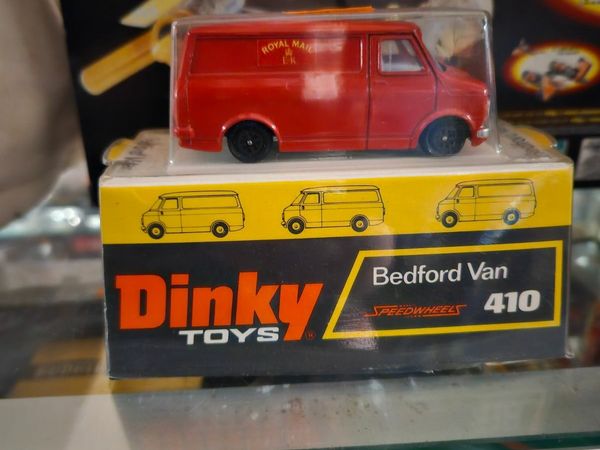 ROYAL MAIL
E R
Dinky
TOYS
Bedford Van
SPEEDWHEELS
410